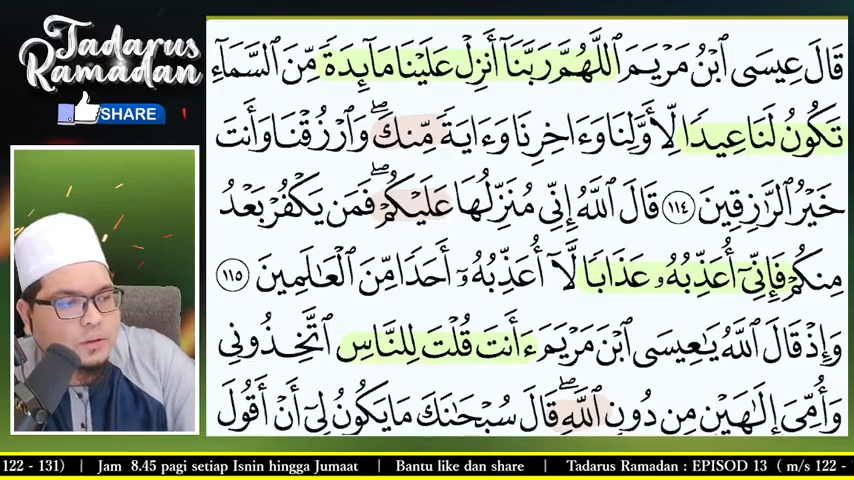 Tadarus
Ramadan
SHARE
قَالَ عِيسَى ٱبْنُ مَرْيَمَ ٱللَّهُمَّ رَبَّنَآ أَنزِلْ عَلَيْنَا مَآئِدَةً مِّنَ ٱلسَّمَآءِ
تَكُونُ لَنَا عِيدًا لِّأَوَّلِنَا وَءَاخِرِنَا وَءَايَةً مِّنكَ ۖ وَٱرْزُقْنَا وَأَنتَ
خَيْرُ ٱلرَّٰزِقِينَ ١١٤ قَالَ ٱللَّهُ إِنِّي مُنَزِّلُهَا عَلَيْكُمْ ۖ فَمَن يَكْفُرْ بَعْدُ
مِنكُمْ فَإِنِّيٓ أُعَذِّبُهُۥ عَذَابًا لَّآ أُعَذِّبُهُۥٓ أَحَدًا مِّنَ ٱلْعَٰلَمِينَ ١١٥
وَإِذْ قَالَ ٱللَّهُ يَٰعِيسَى ٱبْنَ مَرْيَمَ ءَأَنتَ قُلْتَ لِلنَّاسِ ٱتَّخِذُونِي
وَأُمِّيَ إِلَٰهَيْنِ مِن دُونِ ٱللَّهِ ۖ قَالَ سُبْحَٰنَكَ مَا يَكُونُ لِيٓ أَنْ أَقُولَ
122 - 131) | Jam 8.45 pagi setiap Isnin hingga Jumaat | Bantu like dan share | Tadarus Ramadan : EPISOD 13 ( m/s 122 -